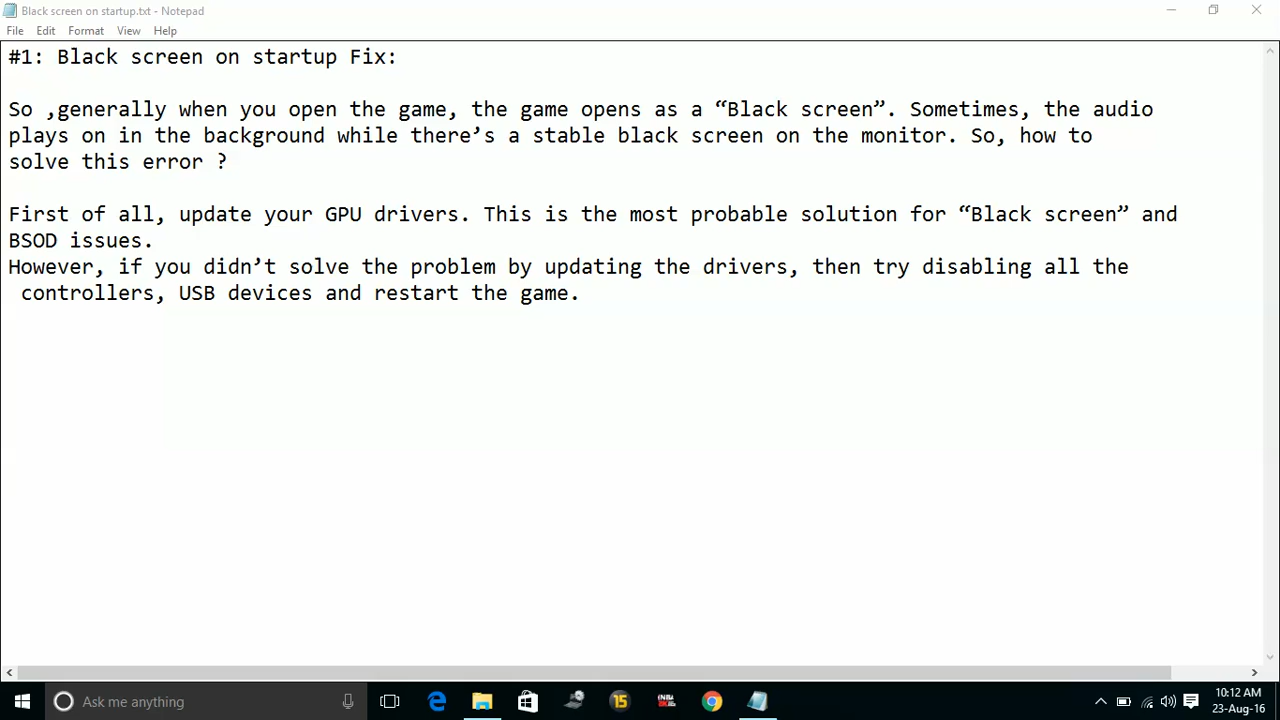 Black screen on startup.txt - Notepad
File Edit Format View Help
#1: Black screen on startup Fix:
So ,generally when you open the game, the game opens as a “Black screen”. Sometimes, the audio
plays on in the background while there’s a stable black screen on the monitor. So, how to
solve this error ?
First of all, update your GPU drivers. This is the most probable solution for “Black screen” and
BSOD issues.
However, if you didn’t solve the problem by updating the drivers, then try disabling all the
controllers, USB devices and restart the game.
Ask me anything
15
10:12 AM
23-Aug-16